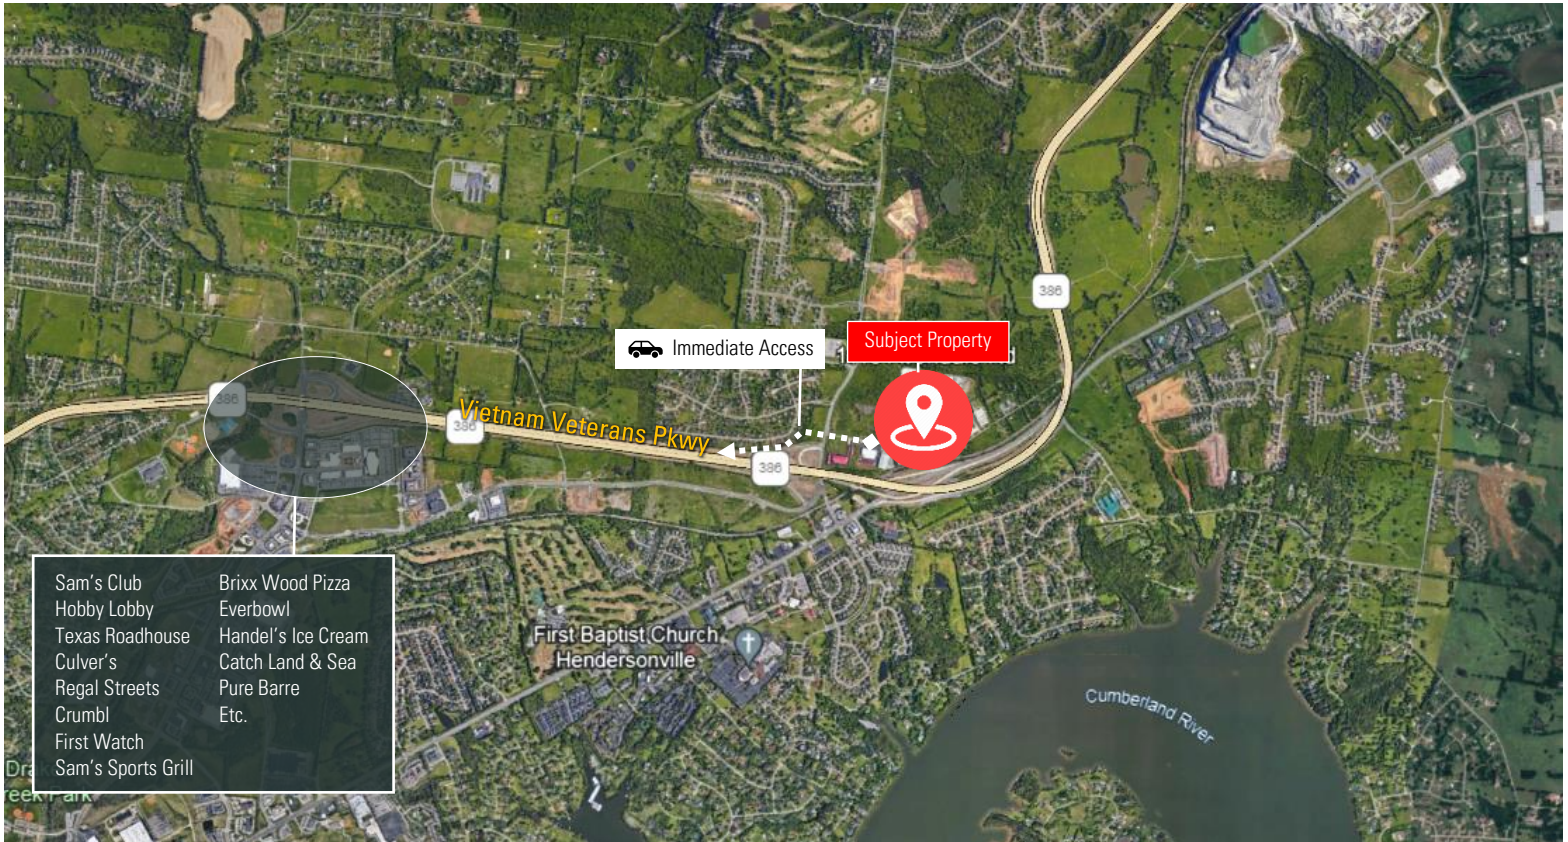 386
Immediate Access
Subject Property
386
386
Vietnam Veterans Pkwy
386
Sam's Club
Hobby Lobby
Texas Roadhouse
Culver's
Regal Streets
Crumbl
First Watch
Sam's Sports Grill
Brixx Wood Pizza
Everbowl
Handel's Ice Cream
Catch Land & Sea
Pure Barre
Etc.
First Baptist Church
Hendersonville
Cumberland River
Park